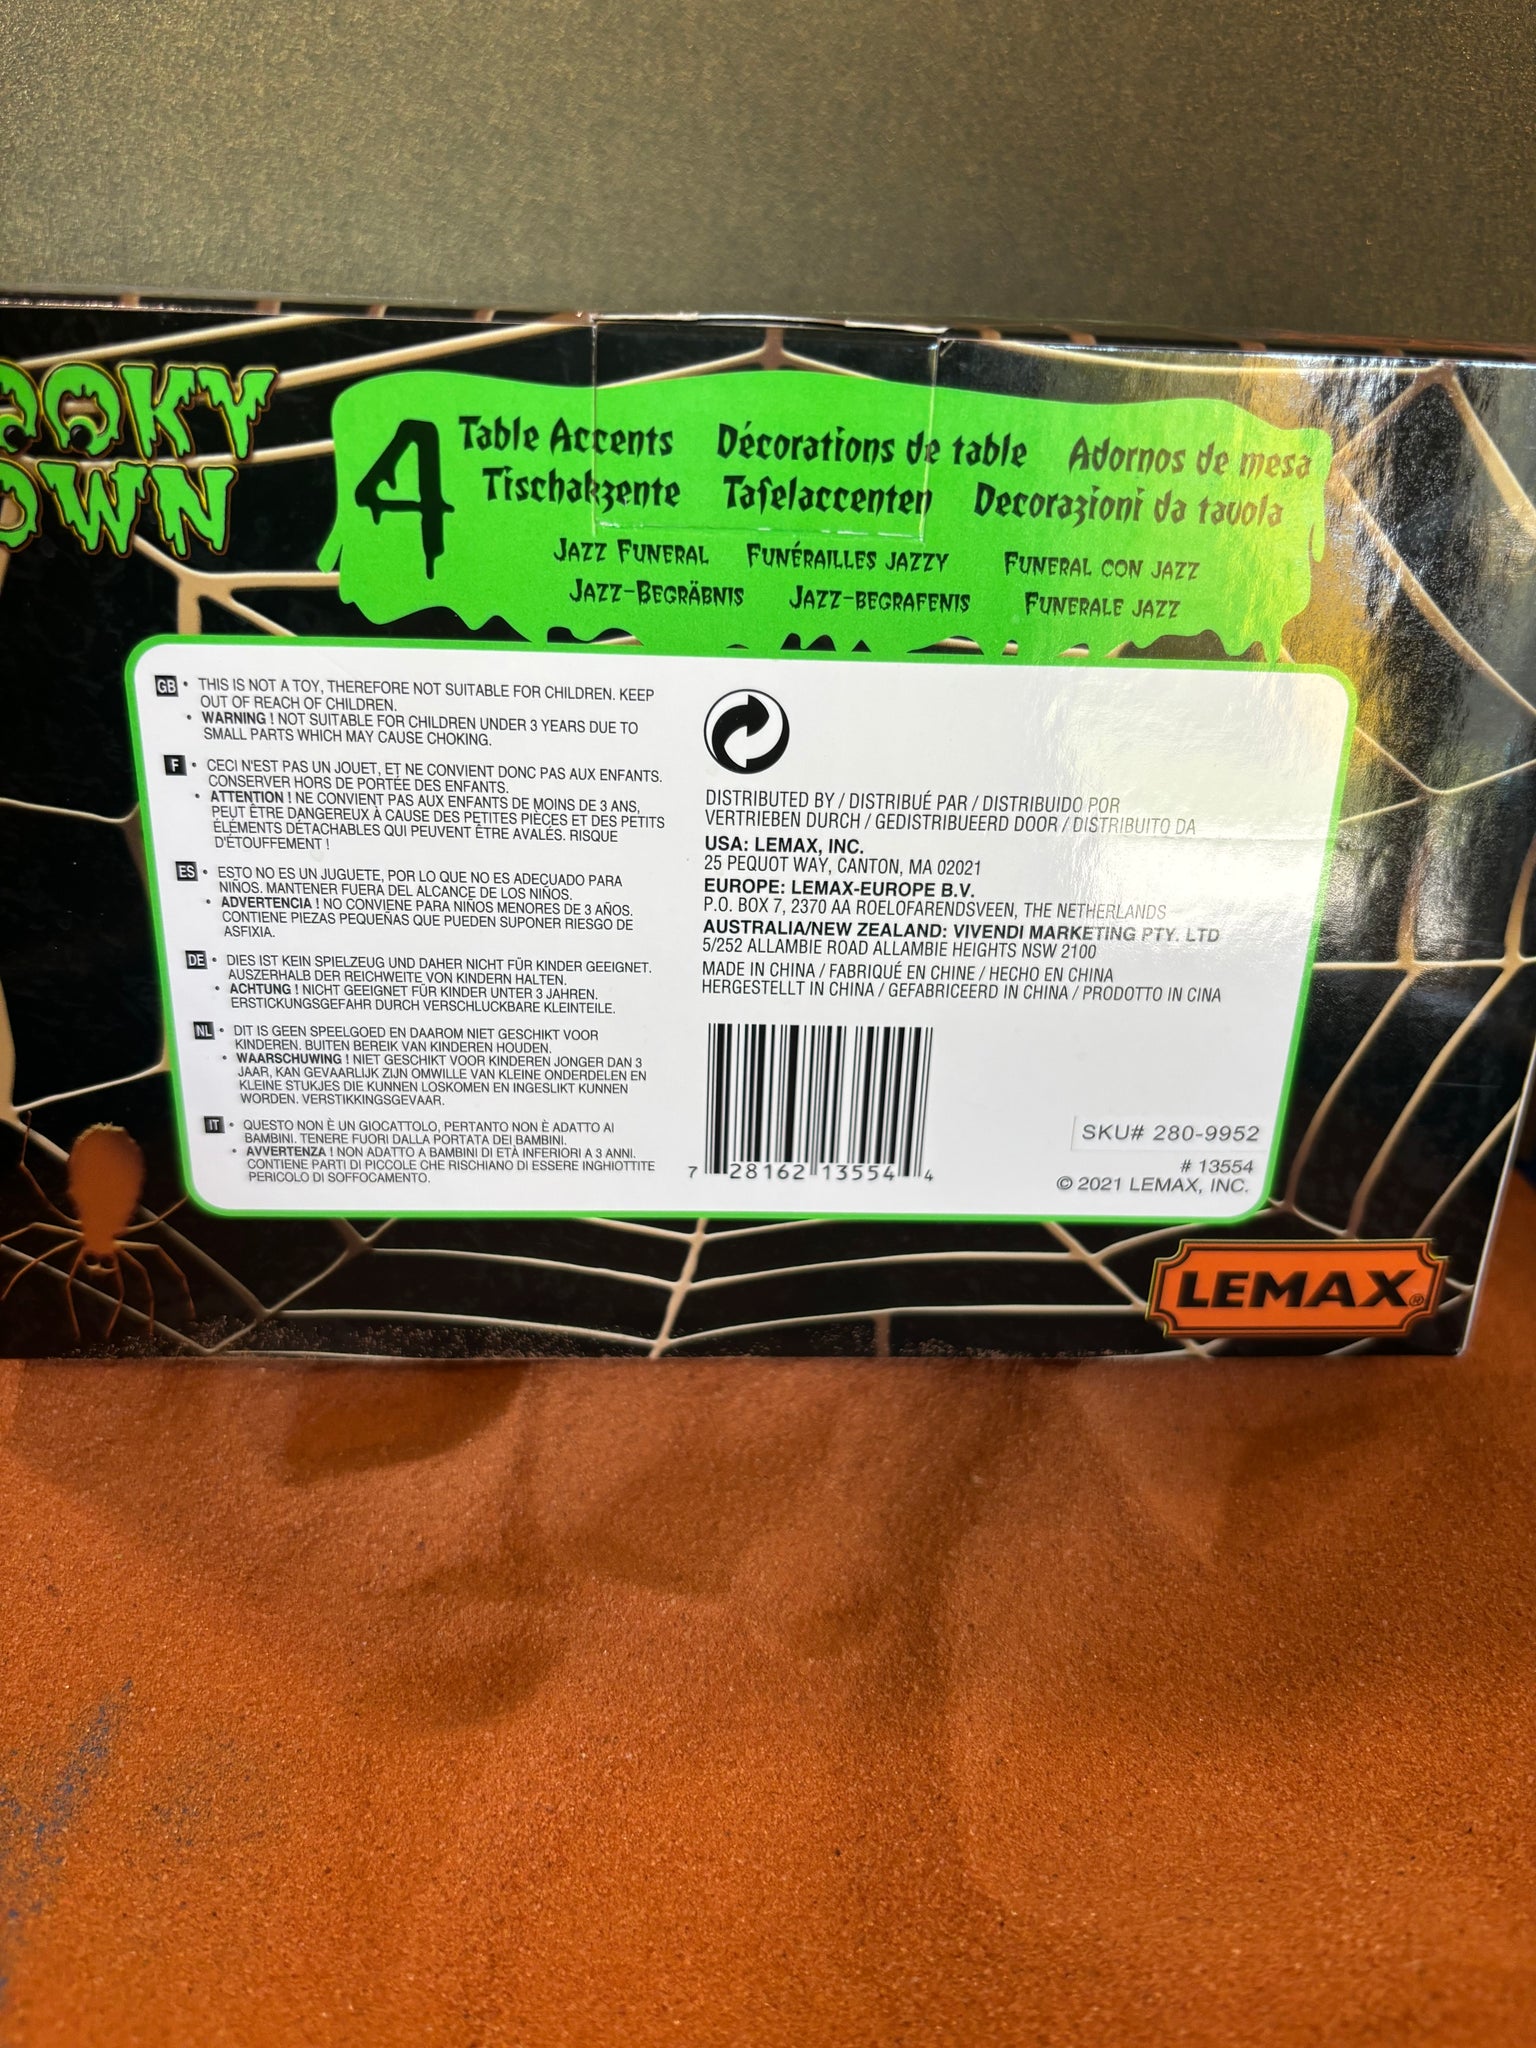 OOKY
OWN
4
Table Accents Décorations de table Adornos de mesa
Tischakzente Tafelaccenten Decorazioni da tavola
JAZZ FUNERAL FUNÉRAILLES JAZZY FUNERAL CON JAZZ
JAZZ-BEGRÄBNIS JAZZ-BEGRAFENIS FUNERALE JAZZ
GB • THIS IS NOT A TOY, THEREFORE NOT SUITABLE FOR CHILDREN. KEEP
OUT OF REACH OF CHILDREN.
• WARNING ! NOT SUITABLE FOR CHILDREN UNDER 3 YEARS DUE TO
SMALL PARTS WHICH MAY CAUSE CHOKING.
F • CECI N'EST PAS UN JOUET, ET NE CONVIENT DONC PAS AUX ENFANTS.
CONSERVER HORS DE PORTÉE DES ENFANTS.
• ATTENTION ! NE CONVIENT PAS AUX ENFANTS DE MOINS DE 3 ANS,
PEUT ÊTRE DANGEREUX À CAUSE DES PETITES PIÈCES ET DES PETITS
ÉLÉMENTS DÉTACHABLES QUI PEUVENT ÊTRE AVALÉS. RISQUE
D'ÉTOUFFEMENT !
ES • ESTO NO ES UN JUGUETE, POR LO QUE NO ES ADECUADO PARA
NIÑOS. MANTENER FUERA DEL ALCANCE DE LOS NIÑOS.
• ADVERTENCIA ! NO CONVIENE PARA NIÑOS MENORES DE 3 AÑOS.
CONTIENE PIEZAS PEQUEÑAS QUE PUEDEN SUPONER RIESGO DE
ASFIXIA.
DE • DIES IST KEIN SPIELZEUG UND DAHER NICHT FÜR KINDER GEEIGNET.
AUSZERHALB DER REICHWEITE VON KINDERN HALTEN.
• ACHTUNG ! NICHT GEEIGNET FÜR KINDER UNTER 3 JAHREN.
ERSTICKUNGSGEFAHR DURCH VERSCHLUCKBARE KLEINTEILE.
NL • DIT IS GEEN SPEELGOED EN DAAROM NIET GESCHIKT VOOR
KINDEREN. BUITEN BEREIK VAN KINDEREN HOUDEN.
• WAARSCHUWING ! NIET GESCHIKT VOOR KINDEREN JONGER DAN 3
JAAR, KAN GEVAARLIJK ZIJN OMWILLE VAN KLEINE ONDERDELEN EN
KLEINE STUKJES DIE KUNNEN LOSKOMEN EN INGESLIKT KUNNEN
WORDEN. VERSTIKKINGSGEVAAR.
IT • QUESTO NON È UN GIOCATTOLO, PERTANTO NON È ADATTO AI
BAMBINI. TENERE FUORI DALLA PORTATA DEI BAMBINI.
• AVVERTENZA ! NON ADATTO A BAMBINI DI ETÀ INFERIORI A 3 ANNI.
CONTIENE PARTI DI PICCOLE CHE RISCHIANO DI ESSERE INGHIOTTITE
PERICOLO DI SOFFOCAMENTO.
DISTRIBUTED BY / DISTRIBUÉ PAR / DISTRIBUIDO POR
VERTRIEBEN DURCH / GEDISTRIBUEERD DOOR / DISTRIBUITO DA
USA: LEMAX, INC.
25 PEQUOT WAY, CANTON, MA 02021
EUROPE: LEMAX-EUROPE B.V.
P.O. BOX 7, 2370 AA ROELOFARENDSVEEN, THE NETHERLANDS
AUSTRALIA/NEW ZEALAND: VIVENDI MARKETING PTY. LTD
5/252 ALLAMBIE ROAD ALLAMBIE HEIGHTS NSW 2100
MADE IN CHINA / FABRIQUÉ EN CHINE / HECHO EN CHINA
HERGESTELLT IN CHINA / GEFABRICEERD IN CHINA / PRODOTTO IN CINA
7 28162 13554 4
SKU# 280-9952
# 13554
© 2021 LEMAX, INC.
LEMAX®